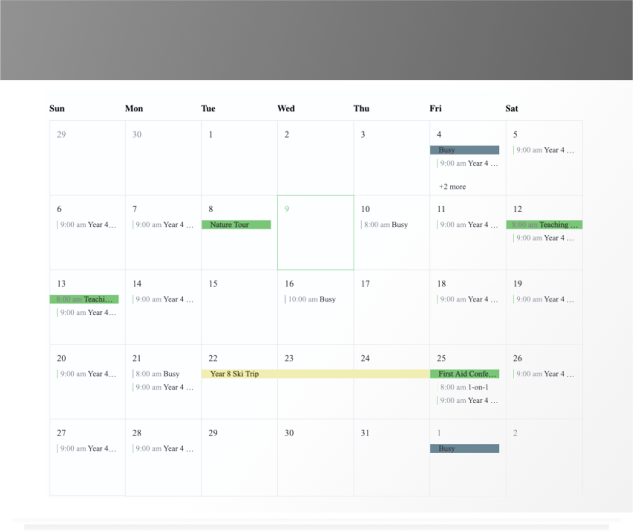 Sun Mon Tue Wed Thu Fri Sat
29 30 1 2 3 4 5
Busy
9:00 am Year 4 ...
9:00 am Year 4 ...
+2 more
6 7 8 9 10 11 12
9:00 am Year 4...
9:00 am Year 4 ...
Nature Tour
8:00 am Busy
9:00 am Year 4 ...
8:00 am Teaching ...
9:00 am Year 4 ...
13 14 15 16 17 18 19
8:00 am Teachi...
9:00 am Year 4...
9:00 am Year 4 ...
10:00 am Busy
9:00 am Year 4 ...
9:00 am Year 4 ...
20 21 22 23 24 25 26
9:00 am Year 4...
8:00 am Busy
9:00 am Year 4 ...
Year 8 Ski Trip
First Aid Confe...
8:00 am 1-on-1
9:00 am Year 4 ...
9:00 am Year 4 ...
27 28 29 30 31 1 2
9:00 am Year 4...
9:00 am Year 4 ...
Busy